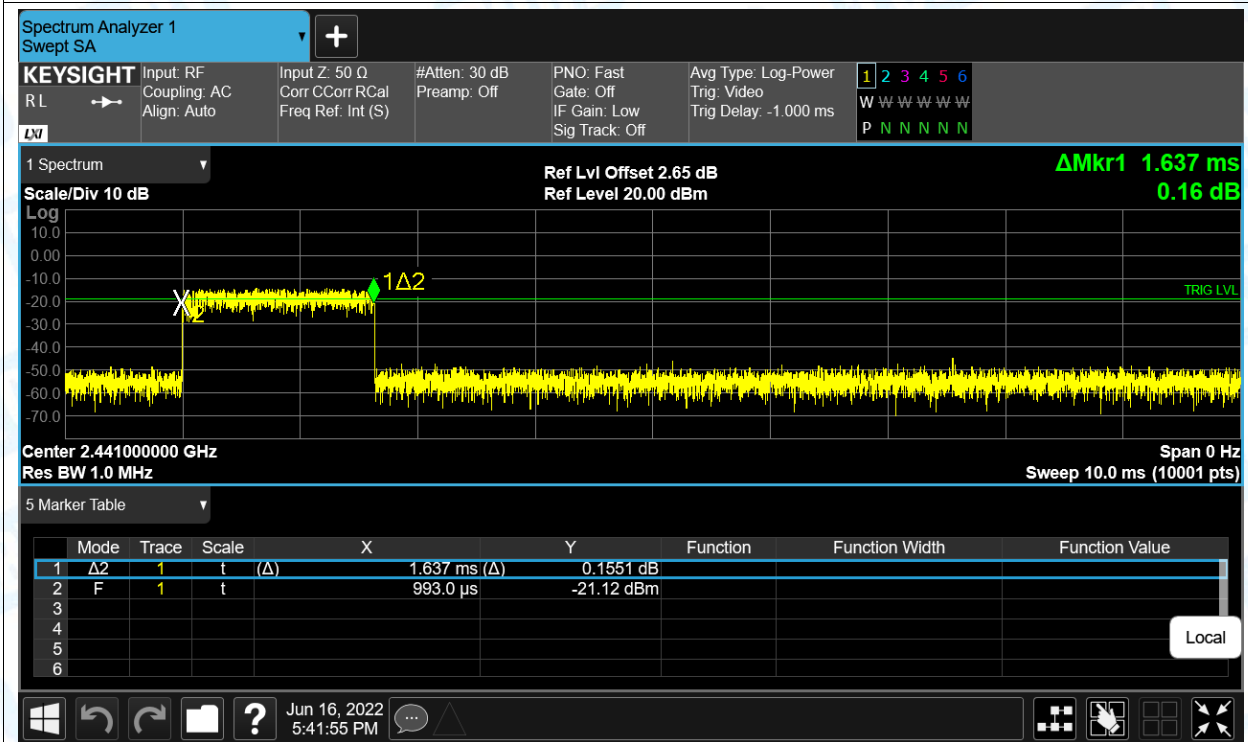 Spectrum Analyzer 1
Swept SA
+
KEYSIGHT Input: RF Input Z: 50 Ω #Atten: 30 dB PNO: Fast Avg Type: Log-Power 1 2 3 4 5 6
R L Coupling: AC Corr CCorr RCal Preamp: Off Gate: Off Trig: Video W W W W W W
Align: Auto Freq Ref: Int (S) IF Gain: Low Trig Delay: -1.000 ms
LXI Sig Track: Off P N N N N N
1 Spectrum Ref Lvl Offset 2.65 dB ΔMkr1 1.637 ms
Scale/Div 10 dB Ref Level 20.00 dBm 0.16 dB
Log
10.0
0.00
-10.0 1Δ2
-20.0 X2 TRIG LVL
-30.0
-40.0
-50.0
-60.0
-70.0
Center 2.441000000 GHz Span 0 Hz
Res BW 1.0 MHz Sweep 10.0 ms (10001 pts)
5 Marker Table
Mode Trace Scale X Y Function Function Width Function Value
1 Δ2 1 t (Δ) 1.637 ms (Δ) 0.1551 dB
2 F 1 t 993.0 µs -21.12 dBm
3
4
5 Local
6
? Jun 16, 2022
5:41:55 PM